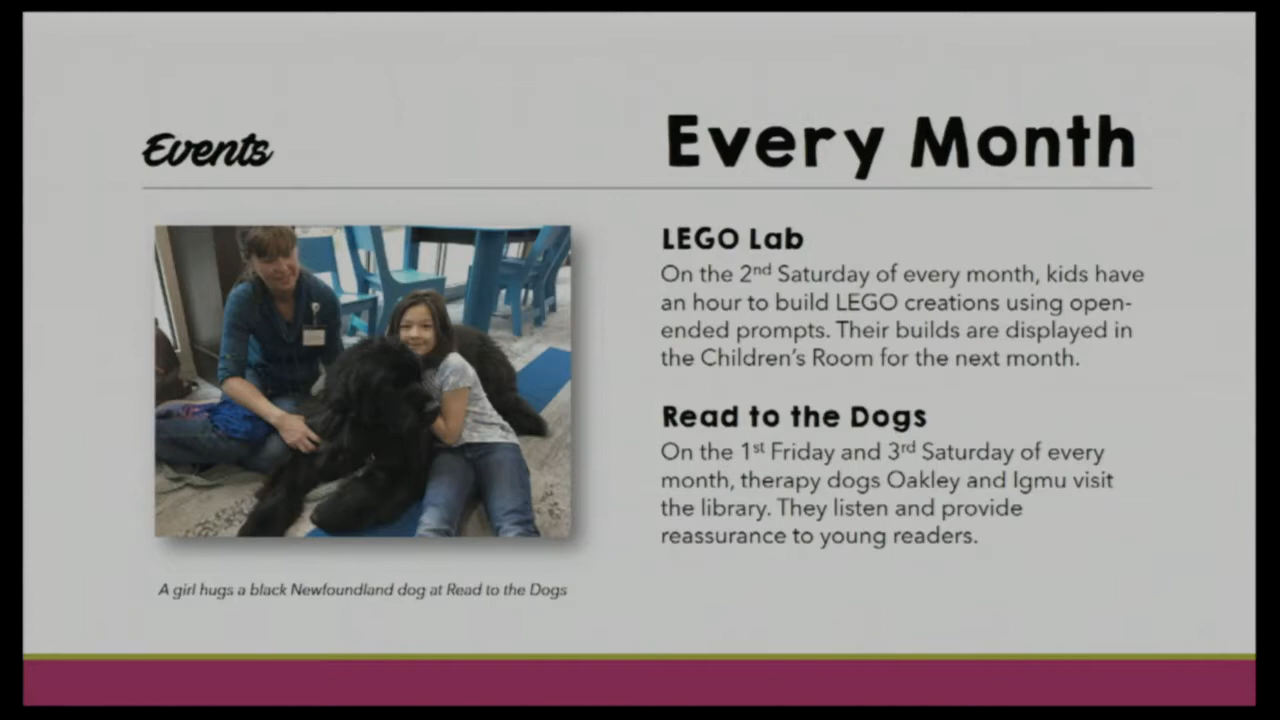 Events
Every Month
LEGO Lab
On the 2nd Saturday of every month, kids have
an hour to build LEGO creations using open-
ended prompts. Their builds are displayed in
the Children's Room for the next month.
Read to the Dogs
On the 1st Friday and 3rd Saturday of every
month, therapy dogs Oakley and Igmu visit
the library. They listen and provide
reassurance to young readers.
A girl hugs a black Newfoundland dog at Read to the Dogs